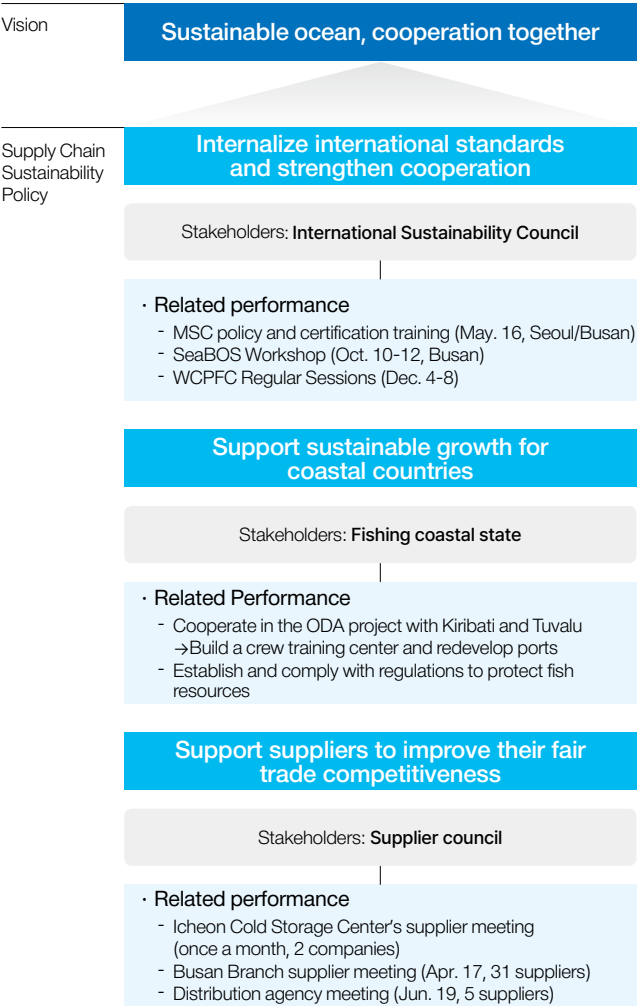 Vision
Sustainable ocean, cooperation together
Supply Chain
Sustainability
Policy
Internalize international standards
and strengthen cooperation
Stakeholders: International Sustainability Council
· Related performance
- MSC policy and certification training (May. 16, Seoul/Busan)
- SeaBOS Workshop (Oct. 10-12, Busan)
- WCPFC Regular Sessions (Dec. 4-8)
Support sustainable growth for
coastal countries
Stakeholders: Fishing coastal state
· Related Performance
- Cooperate in the ODA project with Kiribati and Tuvalu
→Build a crew training center and redevelop ports
- Establish and comply with regulations to protect fish
resources
Support suppliers to improve their fair
trade competitiveness
Stakeholders: Supplier council
· Related performance
- Icheon Cold Storage Center's supplier meeting
(once a month, 2 companies)
- Busan Branch supplier meeting (Apr. 17, 31 suppliers)
- Distribution agency meeting (Jun. 19, 5 suppliers)